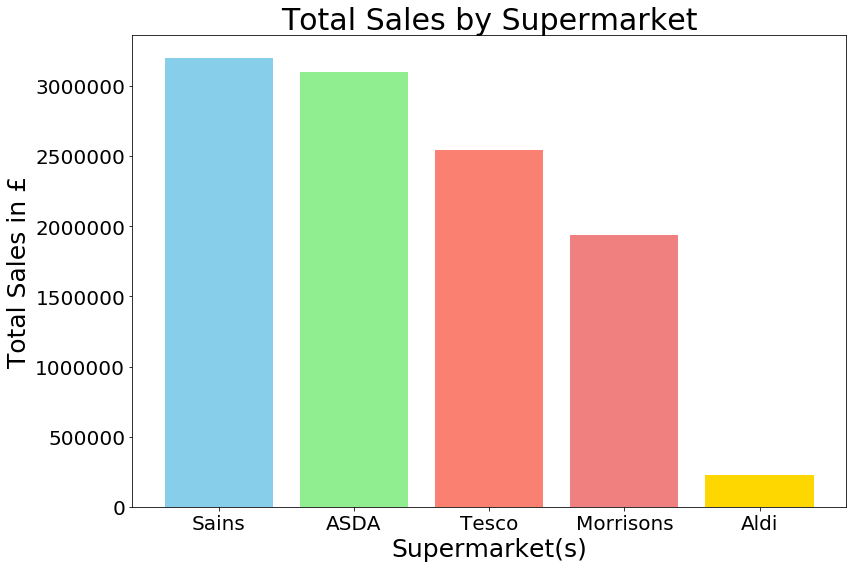 Total Sales by Supermarket
Total Sales in £
3000000
2500000
2000000
1500000
1000000
500000
0
Sains ASDA Tesco Morrisons Aldi
Supermarket(s)